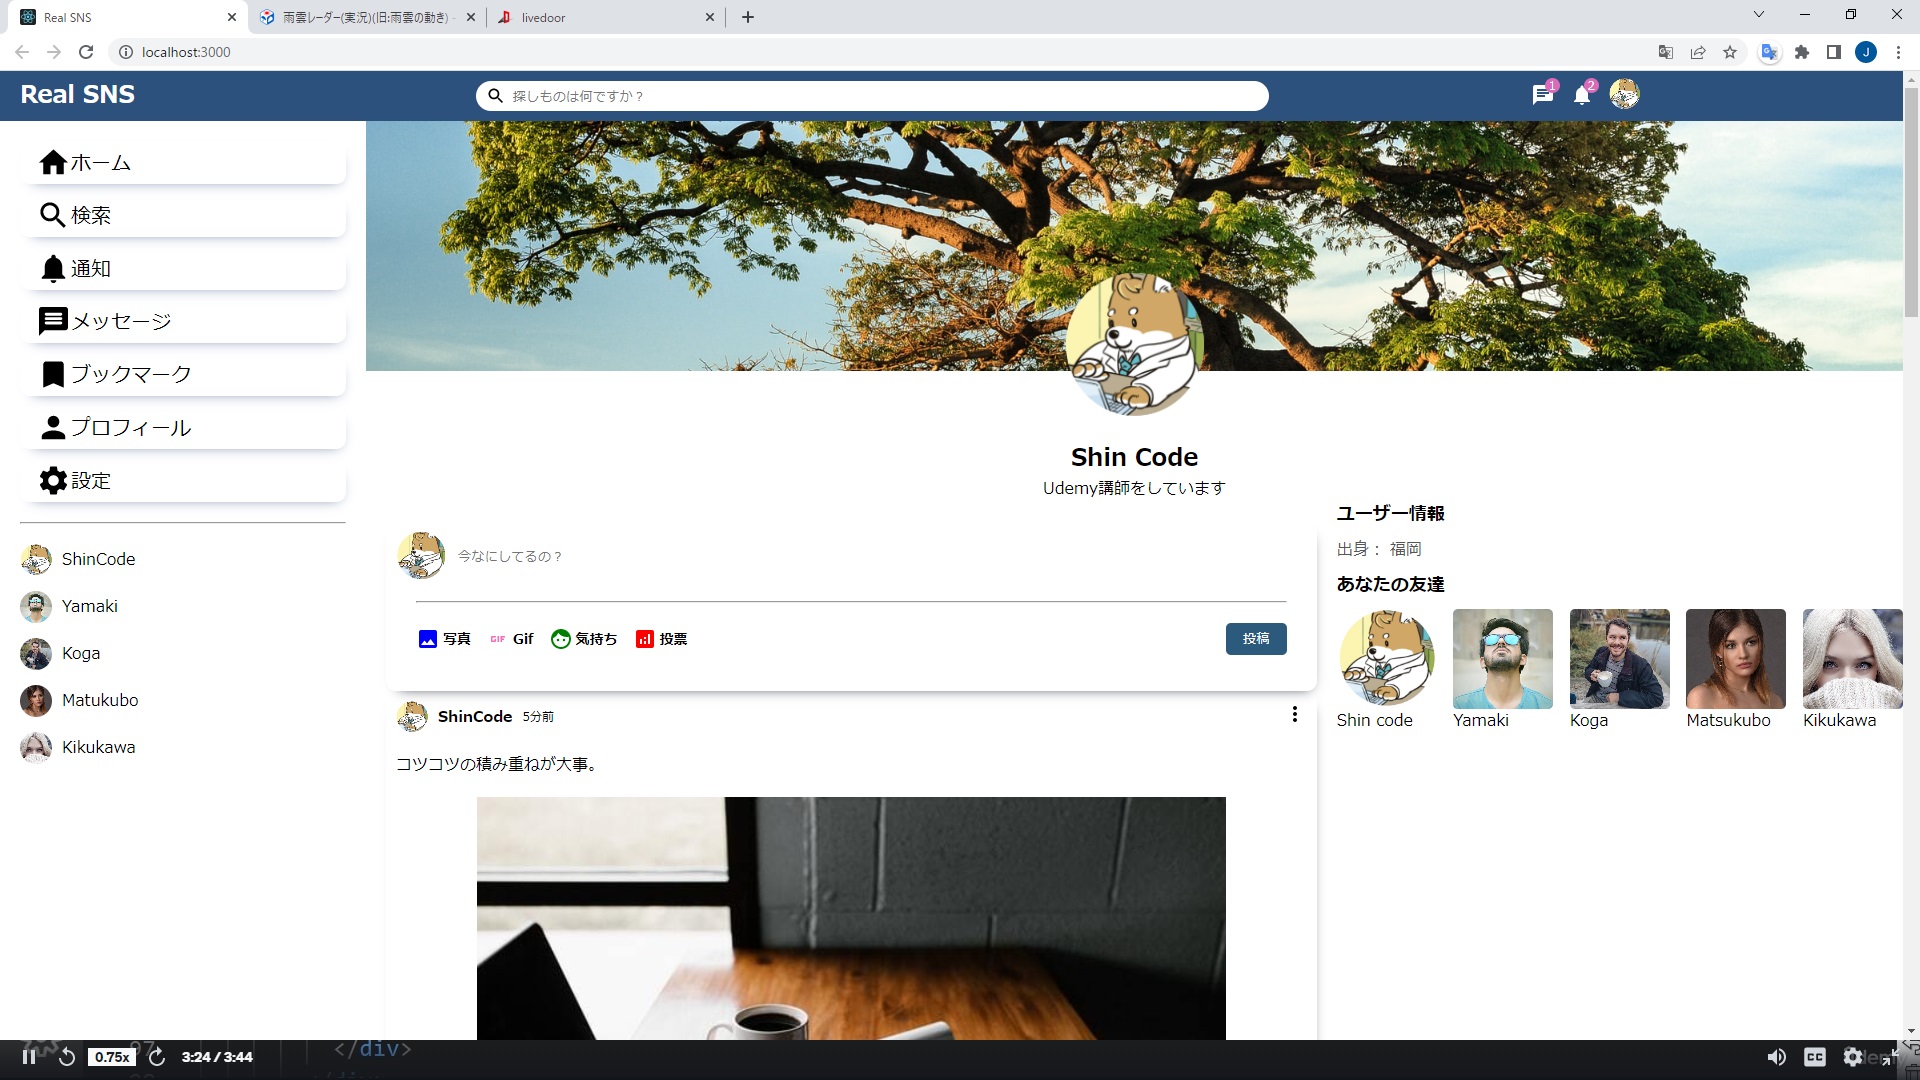 Real SNS
雨雲レーダー(実況)(旧:雨雲の動き) -
livedoor
localhost:3000
J
Real SNS
探しものは何ですか？
1
2
ホーム
検索
通知
メッセージ
ブックマーク
プロフィール
設定
ShinCode
Yamaki
Koga
Matukubo
Kikukawa
Shin Code
Udemy講師をしています
今なにしてるの？
写真
GIF
Gif
気持ち
投票
投稿
ShinCode 5分前
コツコツの積み重ねが大事。
ユーザー情報
出身： 福岡
あなたの友達
Shin code
Yamaki
Koga
Matsukubo
Kikukawa
97
</div>
0.75x
3:24 / 3:44
CC